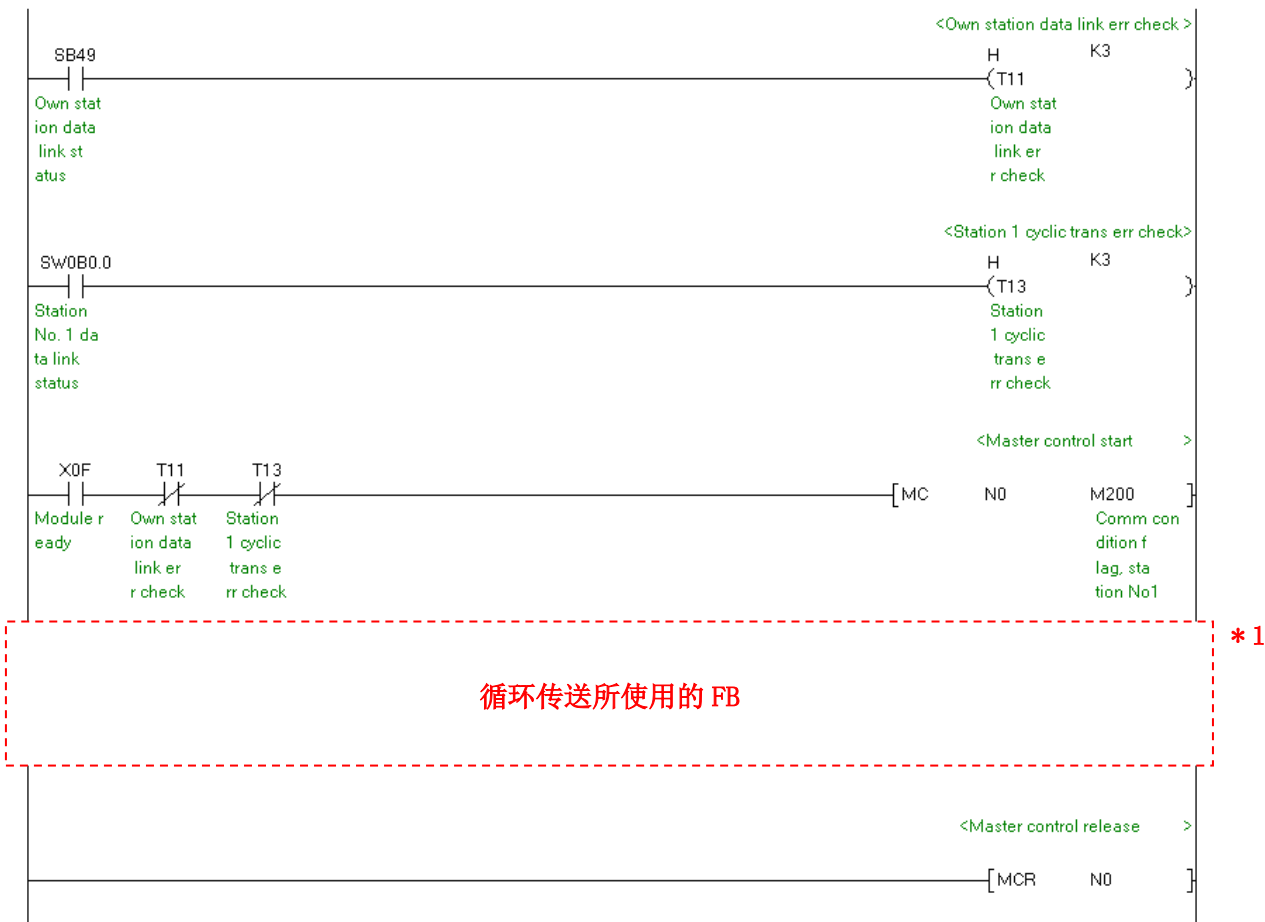 <Own station data link err check >
SB49 H K3
(T11 )
Own stat Own stat
ion data ion data
link st link er
atus r check
<Station 1 cyclic trans err check>
SW0B0.0 H K3
(T13 )
Station Station
No. 1 da 1 cyclic
ta link trans e
status rr check
<Master control start >
X0F T11 T13
[MC N0 M200 ]
Module r Own stat Station Comm con
eady ion data 1 cyclic dition f
link er trans e lag, sta
r check rr check tion No1
*1
循环传送所使用的 FB
<Master control release >
[MCR N0 ]